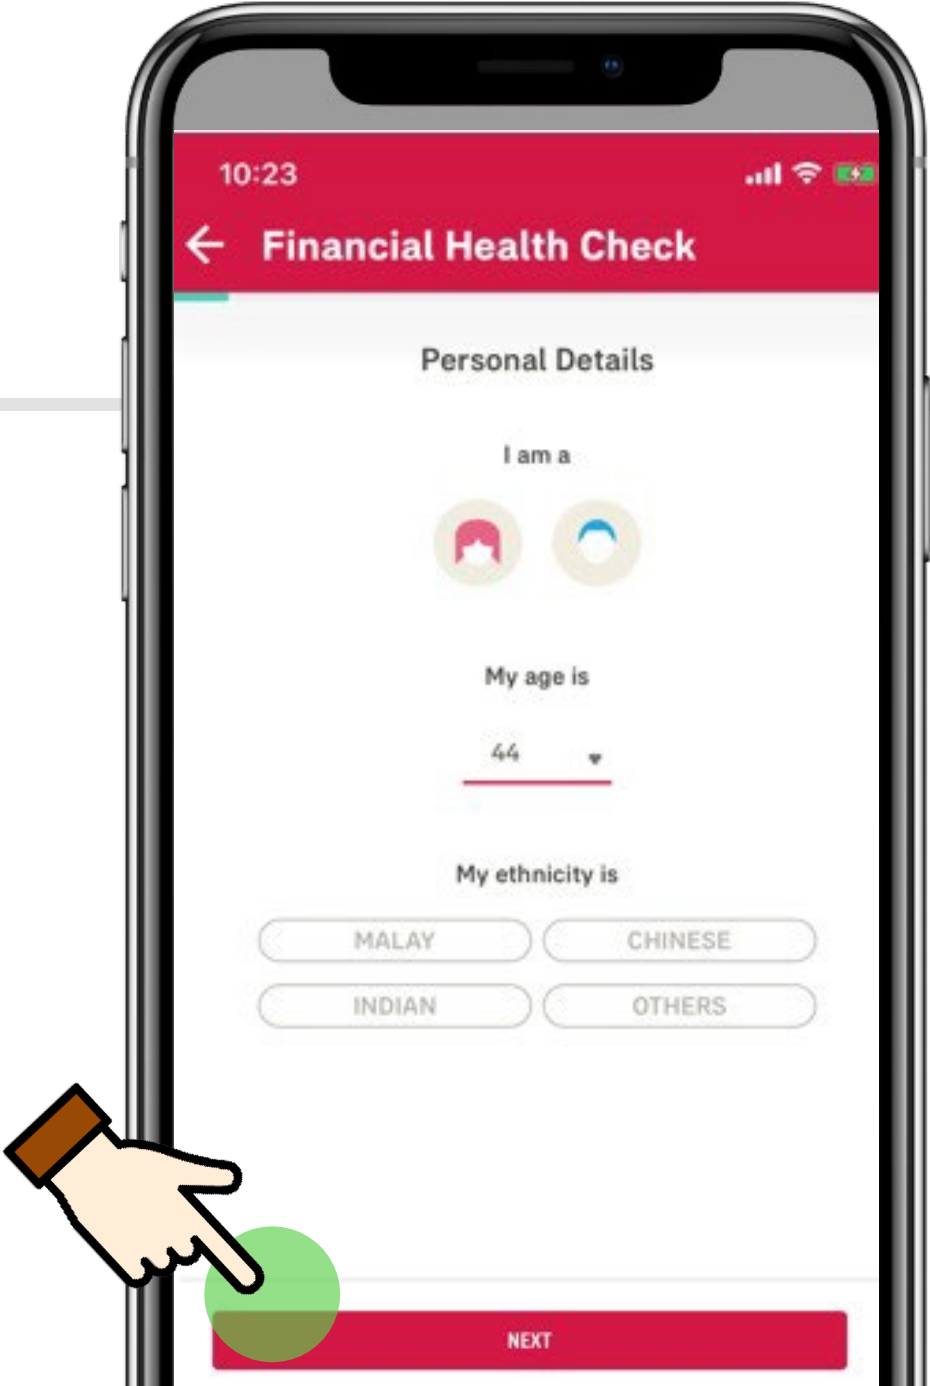 10:23
Financial Health Check
Personal Details
I am a
My age is
44
My ethnicity is
MALAY
CHINESE
INDIAN
OTHERS
NEXT